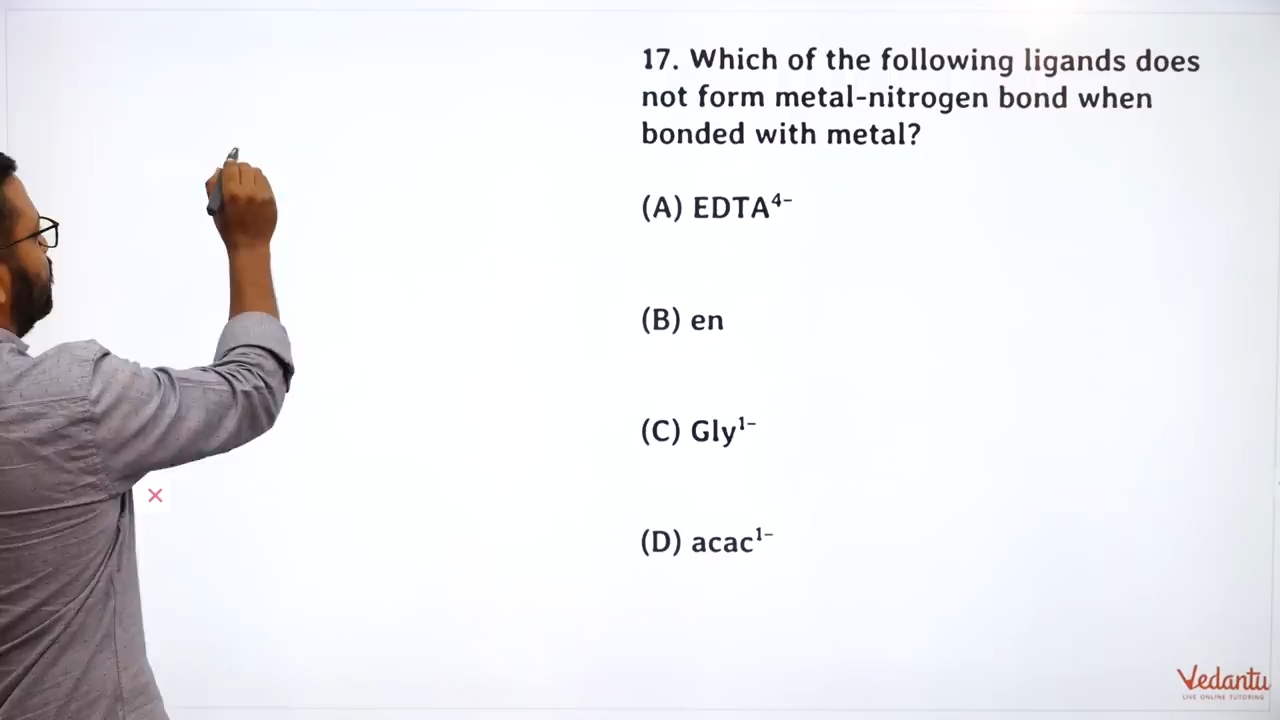 17. Which of the following ligands does
not form metal-nitrogen bond when
bonded with metal?
(A) EDTA⁴⁻
(B) en
(C) Gly¹⁻
(D) acac¹⁻
Vedantu
LIVE ONLINE TUTORING